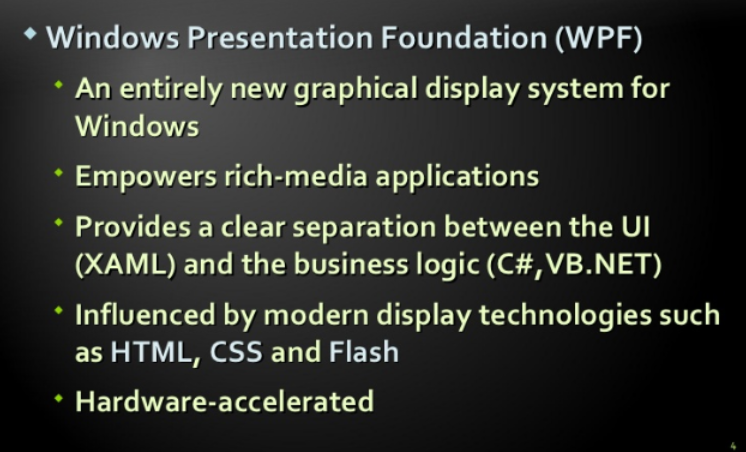 Windows Presentation Foundation (WPF)
An entirely new graphical display system for
Windows
Empowers rich-media applications
Provides a clear separation between the UI
(XAML) and the business logic (C#,VB.NET)
Influenced by modern display technologies such
as HTML, CSS and Flash
Hardware-accelerated
4